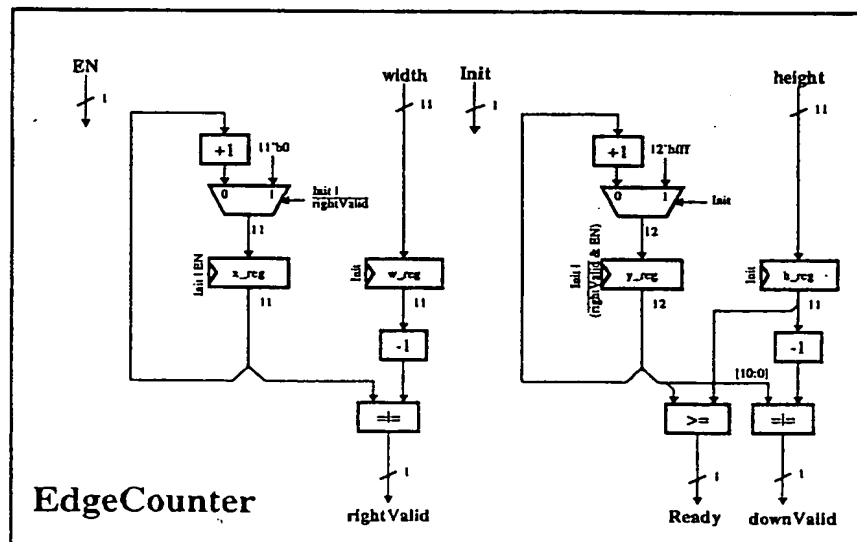 EN
width
Init
height
1
11
1
11
+1
11'b0
+1
12'hfff
0
1
Init |
rightValid
0
1
Init
11
12
Init | EN
x_reg
Init
w_reg
Init |
(rightValid & EN)
y_reg
Init
h_reg
11
11
12
11
-1
-1
[10:0]
=|=
>=
=|=
1
1
1
EdgeCounter
rightValid
Ready
downValid